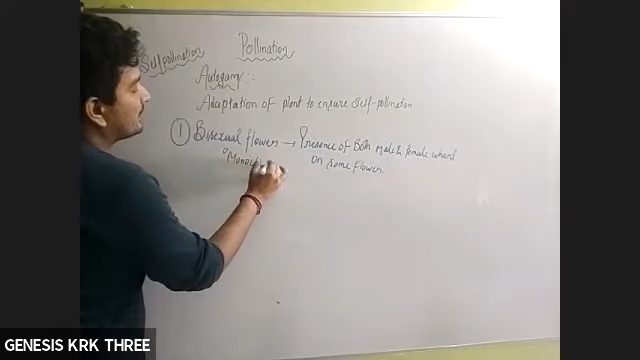 Pollination
Self pollination
Autogamy :-
Adaptation of plant to ensure Self-pollination
① Bisexual flowers → Presence of Both Male & female whorl
on same flower.
GENESIS KRK THREE